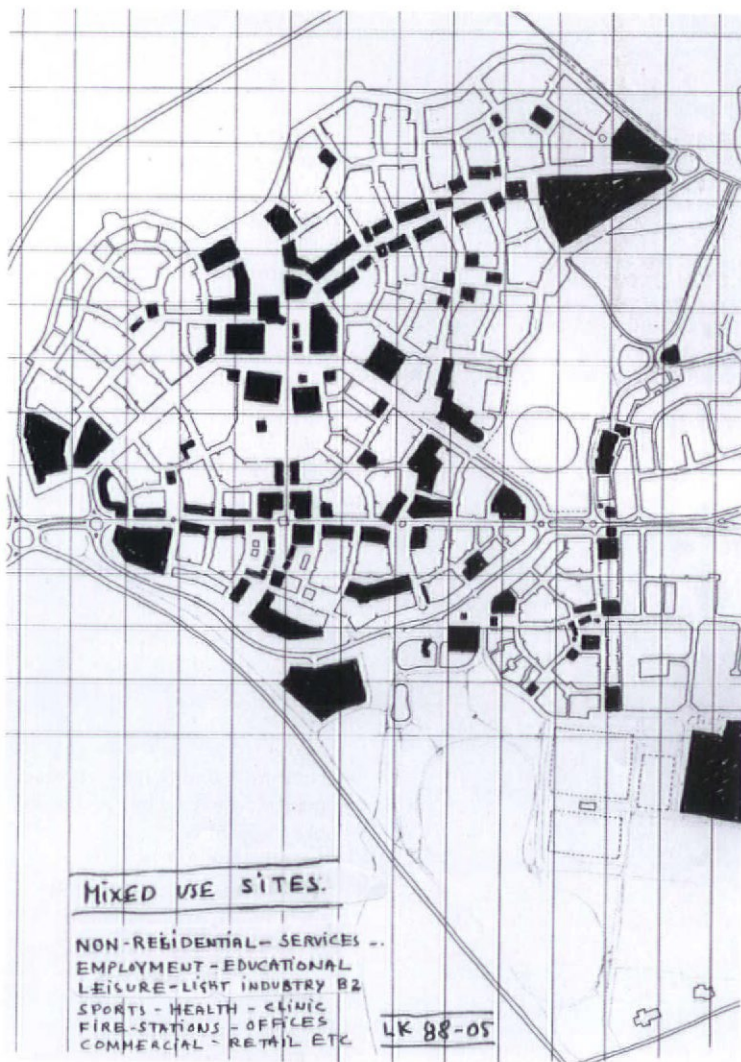 MIXED USE SITES.
NON-RESIDENTIAL - SERVICES -.
EMPLOYMENT - EDUCATIONAL
LEISURE - LIGHT INDUSTRY B2
SPORTS - HEALTH - CLINIC
FIRE-STATIONS - OFFICES
COMMERCIAL - RETAIL ETC
LK 88-05